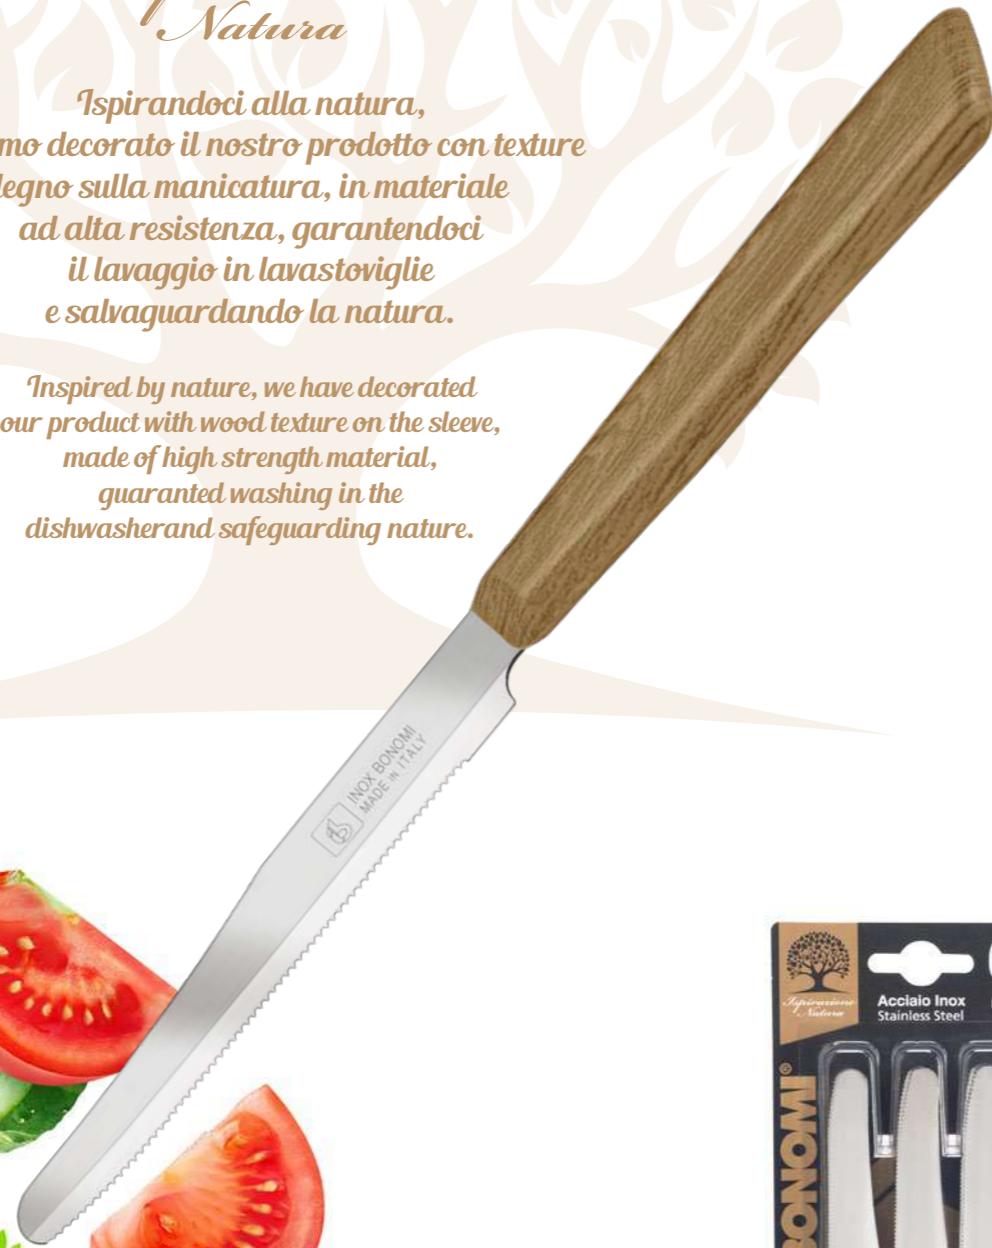 Natura
Ispirandoci alla natura,
mo decorato il nostro prodotto con texture
legno sulla manicatura, in materiale
ad alta resistenza, garantendoci
il lavaggio in lavastoviglie
e salvaguardando la natura.
Inspired by nature, we have decorated
our product with wood texture on the sleeve,
made of high strength material,
guaranted washing in the
dishwasherand safeguarding nature.
INOX BONOMI
MADE IN ITALY
Ispirazione
Natura
Acciaio Inox
Stainless Steel
BONOMI®